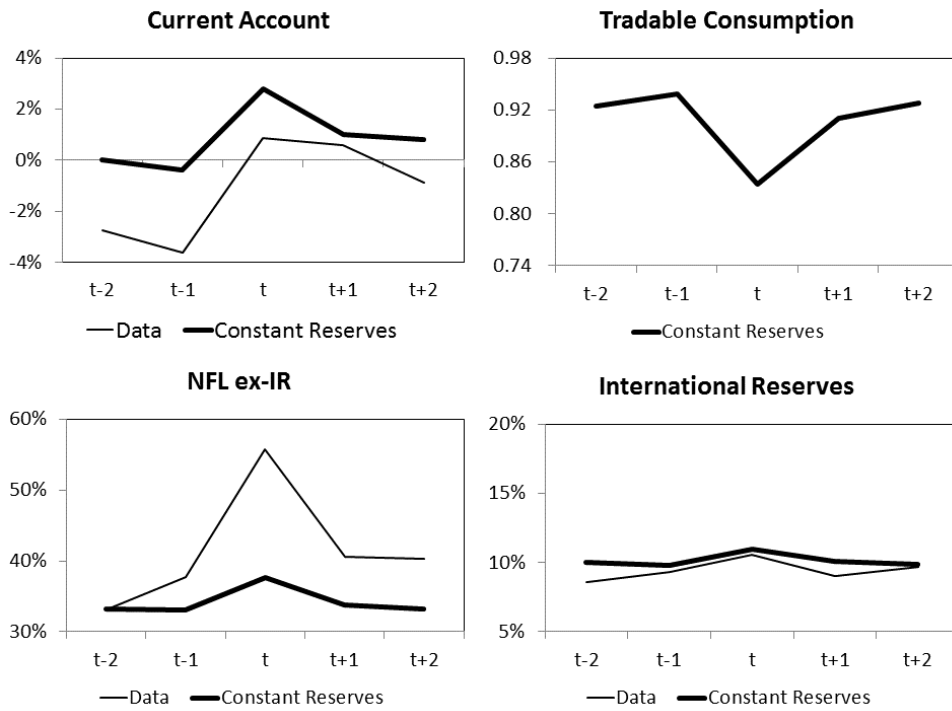 Current Account
4%
2%
0%
-2%
-4%
t-2 t-1 t t+1 t+2
Data Constant Reserves
Tradable Consumption
0.98
0.92
0.86
0.80
0.74
t-2 t-1 t t+1 t+2
Constant Reserves
NFL ex-IR
60%
50%
40%
30%
t-2 t-1 t t+1 t+2
Data Constant Reserves
International Reserves
20%
15%
10%
5%
t-2 t-1 t t+1 t+2
Data Constant Reserves